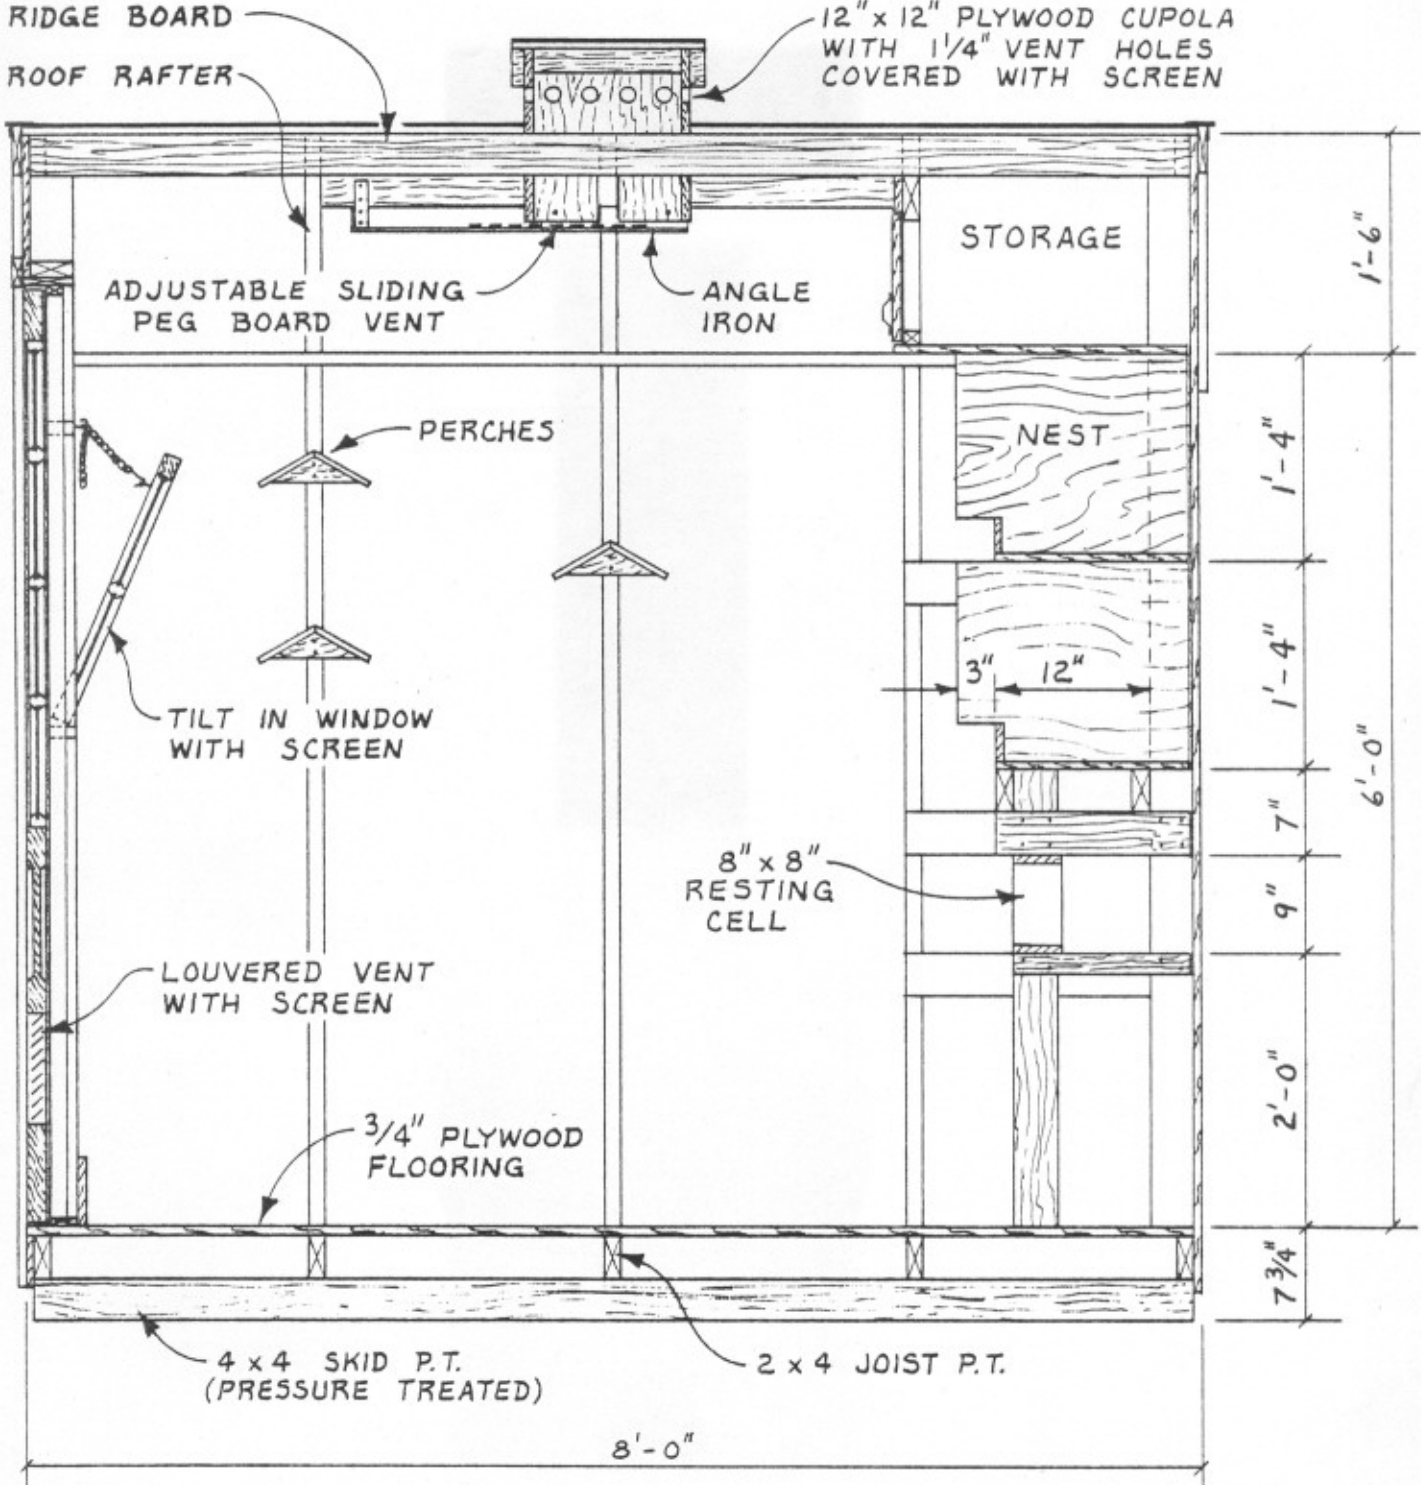 RIDGE BOARD
ROOF RAFTER
12" x 12" PLYWOOD CUPOLA
WITH 1 1/4" VENT HOLES
COVERED WITH SCREEN
STORAGE
1'-6"
ADJUSTABLE SLIDING
PEG BOARD VENT
ANGLE
IRON
PERCHES
NEST
1'-4"
3"
12"
1'-4"
TILT IN WINDOW
WITH SCREEN
6'-0"
7"
8" x 8"
RESTING
CELL
9"
LOUVERED VENT
WITH SCREEN
2'-0"
3/4" PLYWOOD
FLOORING
7 3/4"
4 x 4 SKID P.T.
(PRESSURE TREATED)
2 x 4 JOIST P.T.
8'-0"